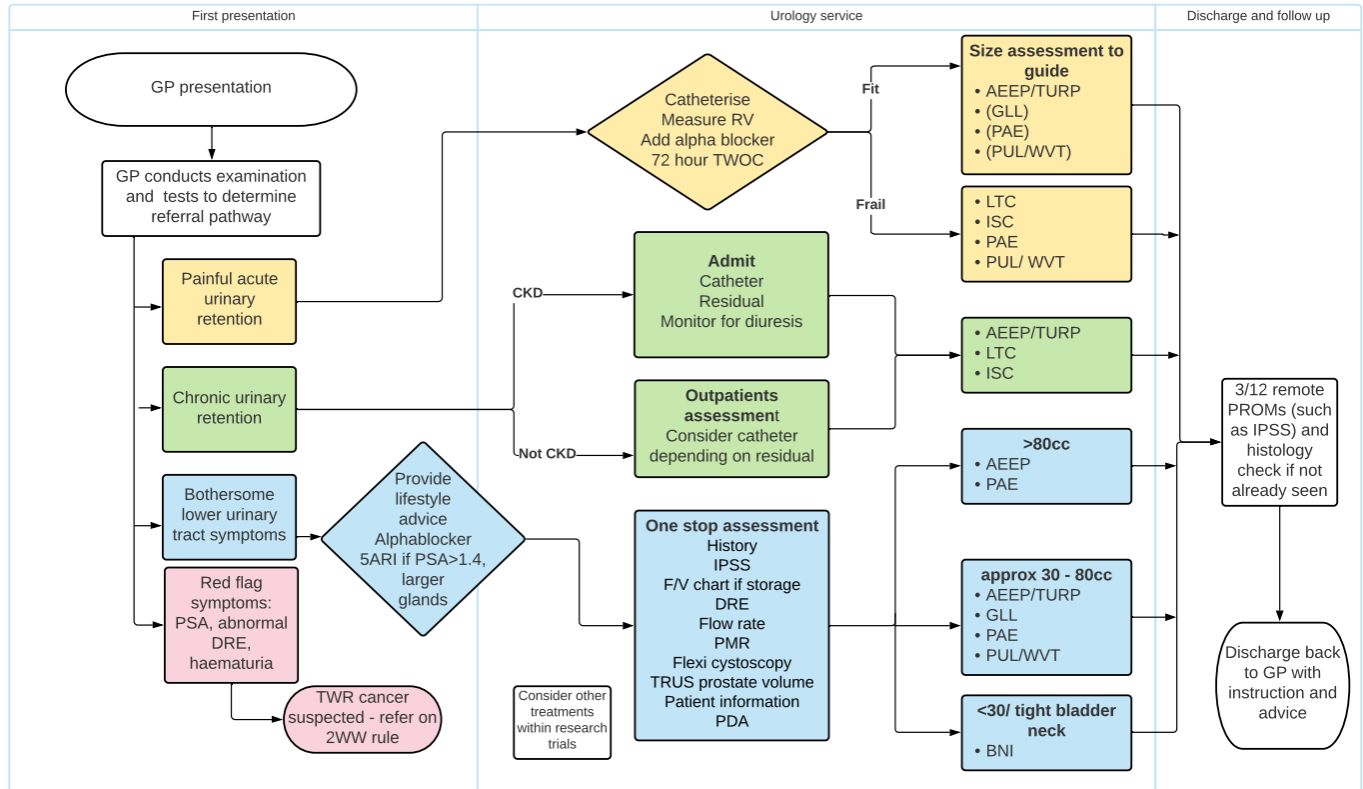 First presentation
Urology service
Discharge and follow up
GP presentation
GP conducts examination
and tests to determine
referral pathway
Painful acute
urinary
retention
Chronic urinary
retention
Bothersome
lower urinary
tract symptoms
Red flag
symptoms:
PSA, abnormal
DRE,
haematuria
TWR cancer
suspected - refer on
2WW rule
Provide
lifestyle
advice
Alphablocker
5ARI if PSA>1.4,
larger
glands
Catheterise
Measure RV
Add alpha blocker
72 hour TWOC
Fit
Frail
CKD
Not CKD
Admit
Catheter
Residual
Monitor for diuresis
Outpatients
assessment
Consider catheter
depending on residual
One stop assessment
History
IPSS
F/V chart if storage
DRE
Flow rate
PMR
Flexi cystoscopy
TRUS prostate volume
Patient information
PDA
Consider other
treatments
within research
trials
Size assessment to
guide
• AEEP/TURP
• (GLL)
• (PAE)
• (PUL/WVT)
• LTC
• ISC
• PAE
• PUL/ WVT
• AEEP/TURP
• LTC
• ISC
>80cc
• AEEP
• PAE
approx 30 - 80cc
• AEEP/TURP
• GLL
• PAE
• PUL/WVT
<30/ tight bladder
neck
• BNI
3/12 remote
PROMs (such
as IPSS) and
histology
check if not
already seen
Discharge back
to GP with
instruction and
advice